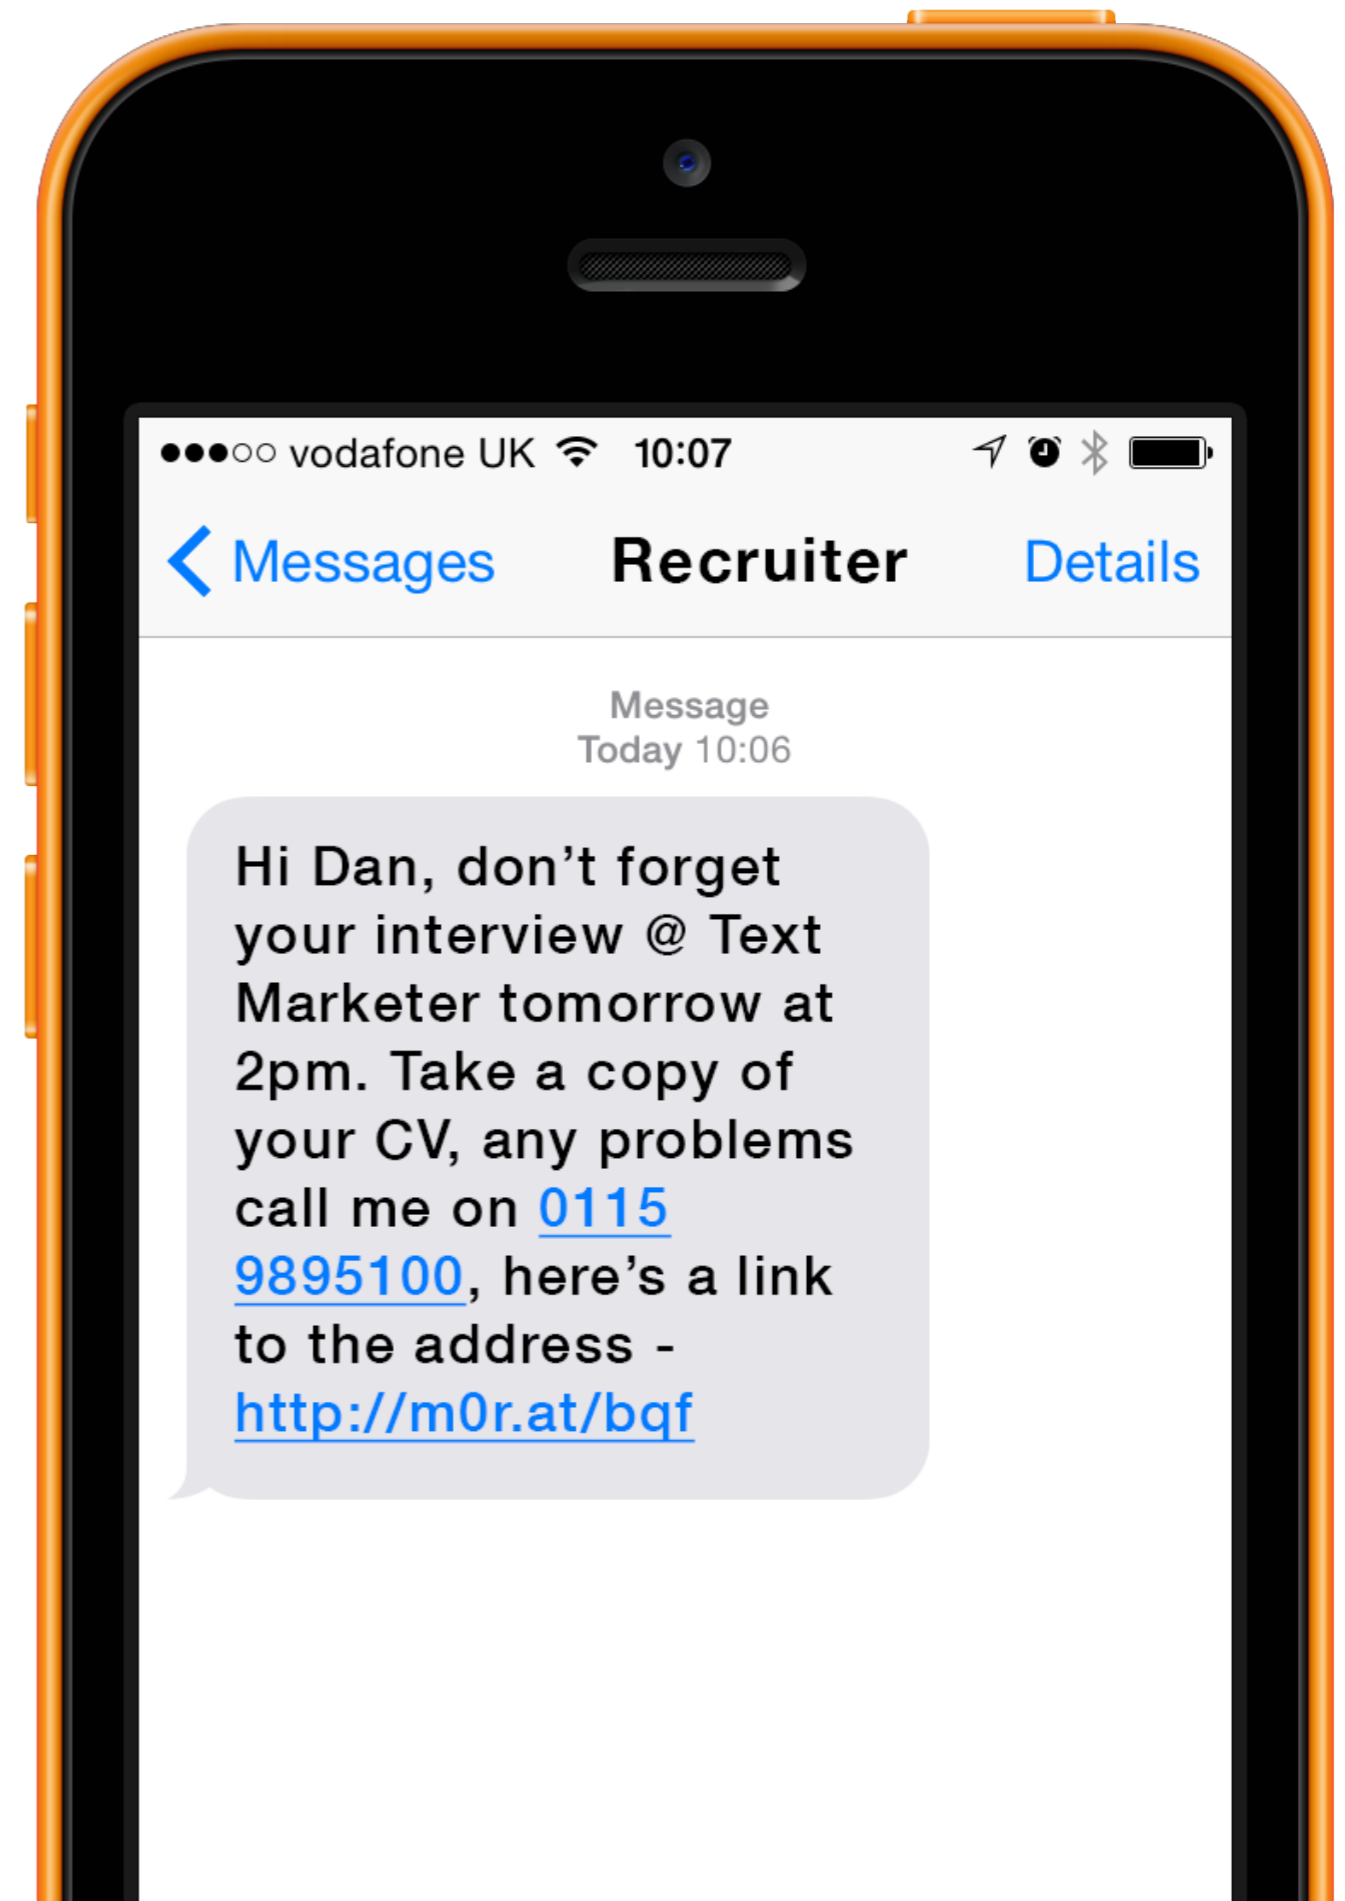 vodafone UK 10:07
Messages Recruiter Details
Message
Today 10:06
Hi Dan, don’t forget
your interview @ Text
Marketer tomorrow at
2pm. Take a copy of
your CV, any problems
call me on 0115
9895100, here’s a link
to the address -
http://m0r.at/bqf